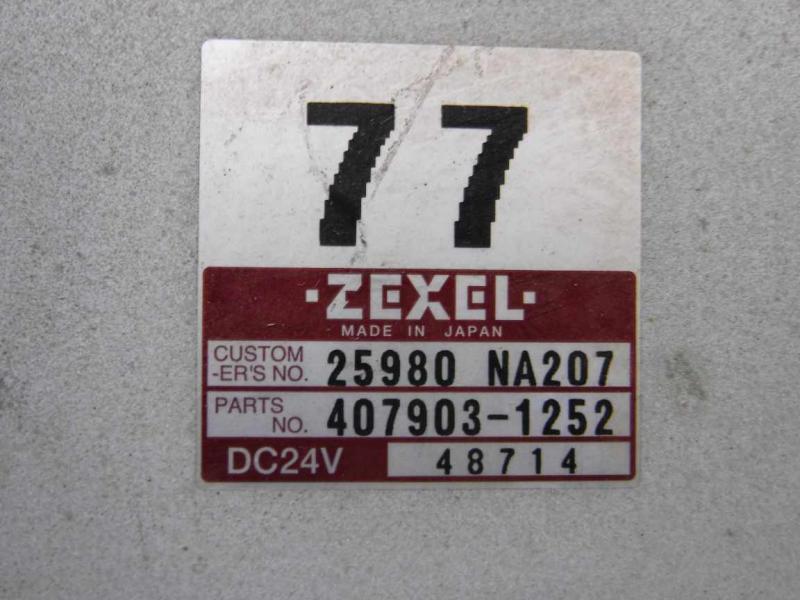 77
·ZEXEL·
MADE IN JAPAN
CUSTOM
-ER'S NO. 25980 NA207
PARTS
NO. 407903-1252
DC24V 48714